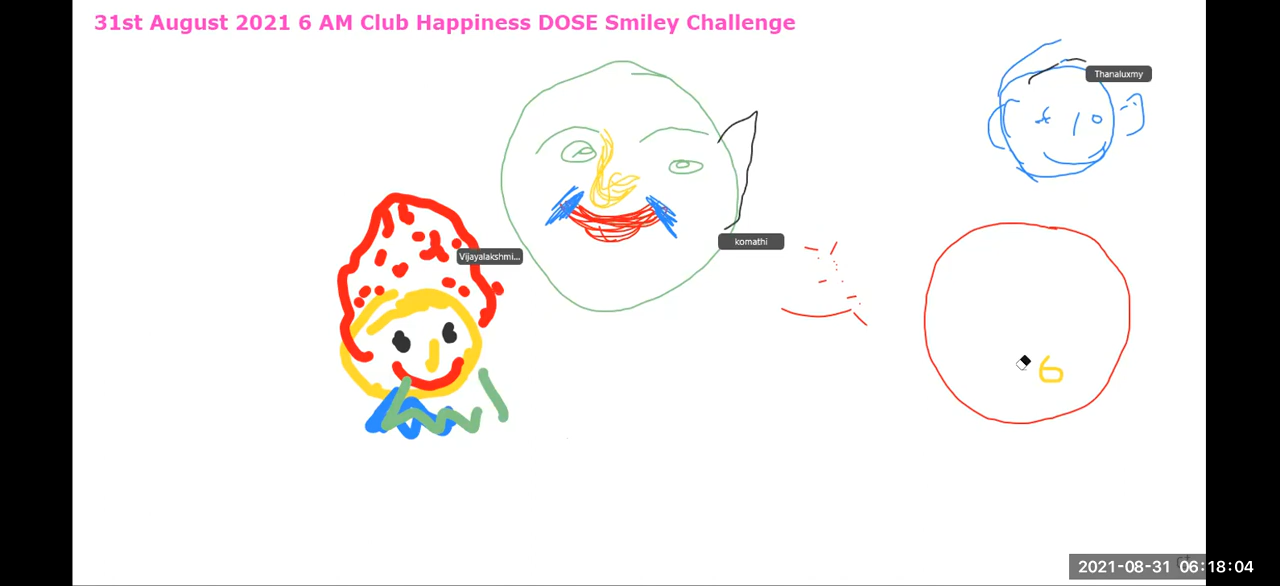 31st August 2021 6 AM Club Happiness DOSE Smiley Challenge
Thanaluxmy
komathi
Vijayalakshmi...
6
2021-08-31 06:18:04